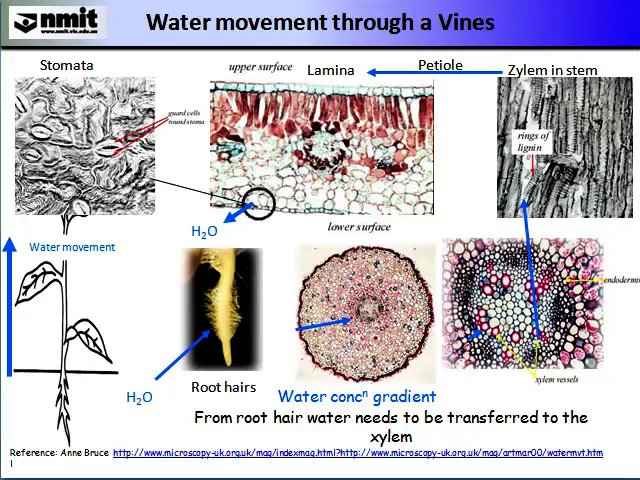 nmit
www.nmit.vic.edu.au
Water movement through a Vines
Stomata
upper surface
Lamina
Petiole
Zylem in stem
guard cells
round stoma
rings of
lignin
H2O
lower surface
Water movement
endodermis
xylem vessels
Root hairs
H2O
Water concn gradient
From root hair water needs to be transferred to the
xylem
Reference: Anne Bruce http://www.microscopy-uk.org.uk/mag/indexmag.html?http://www.microscopy-uk.org.uk/mag/artmar00/watermvt.htm
l